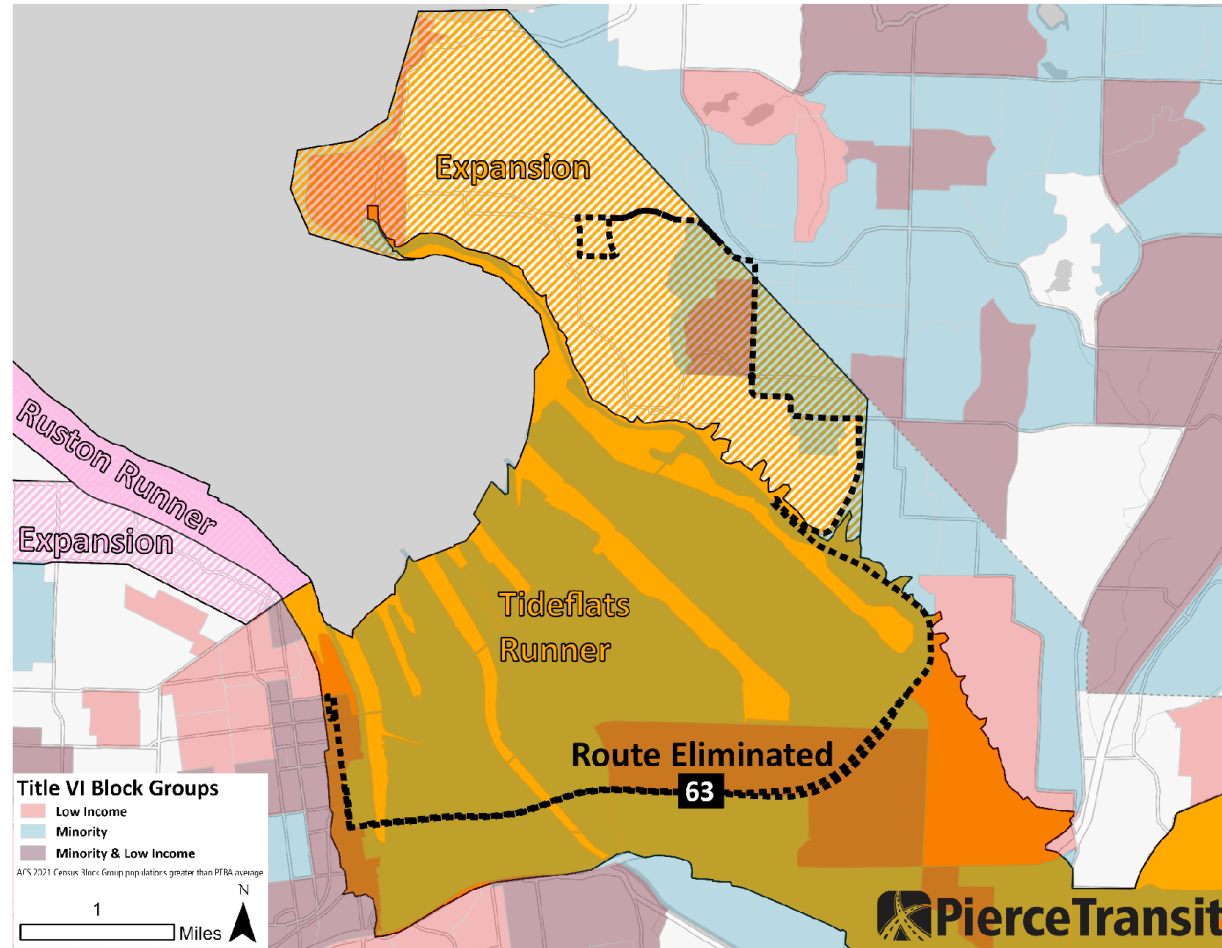 Expansion
Ruston Runner
Expansion
Tideflats
Runner
Route Eliminated
63
Title VI Block Groups
Low Income
Minority
Minority & Low Income
ACS 2021 Census Block Group populations greater than PTBA average
N
1
Miles
PierceTransit